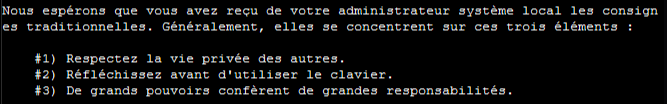 Nous espérons que vous avez reçu de votre administrateur système local les consign
es traditionnelles. Généralement, elles se concentrent sur ces trois éléments :
#1) Respectez la vie privée des autres.
#2) Réfléchissez avant d'utiliser le clavier.
#3) De grands pouvoirs confèrent de grandes responsabilités.